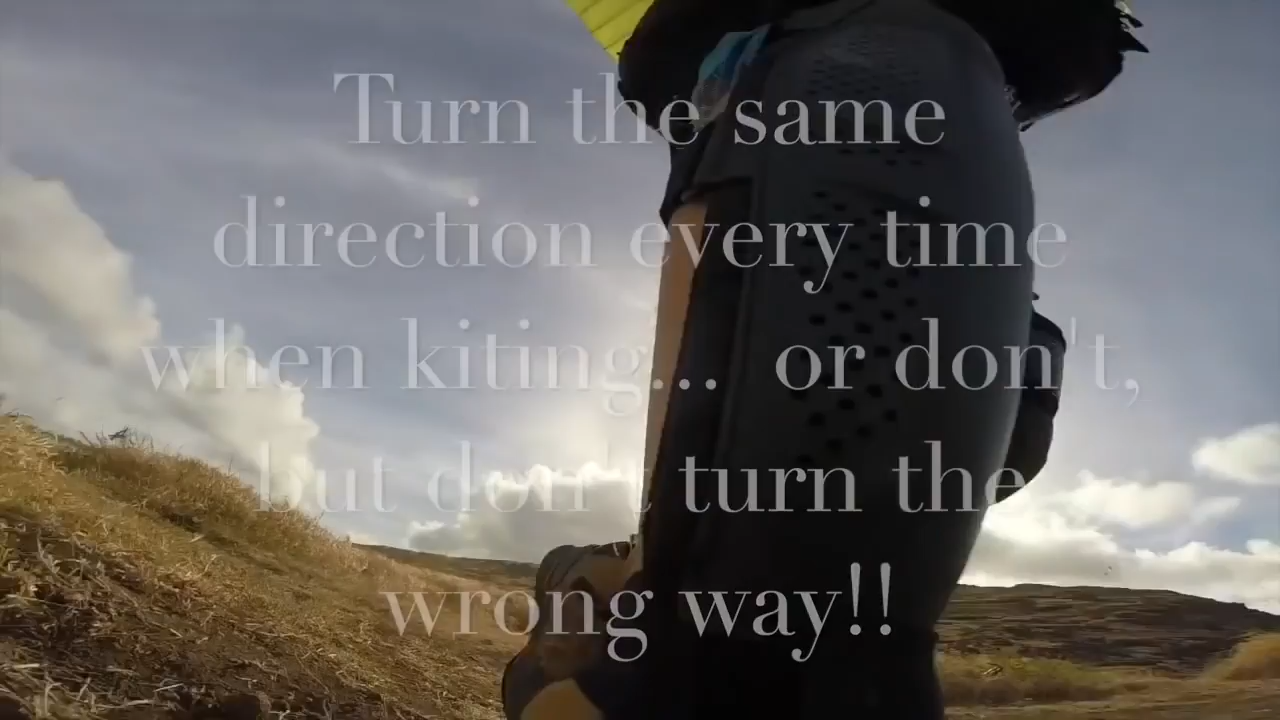 Turn the same
direction every time
when kiting...  or don't,
but don't turn the
wrong way!!